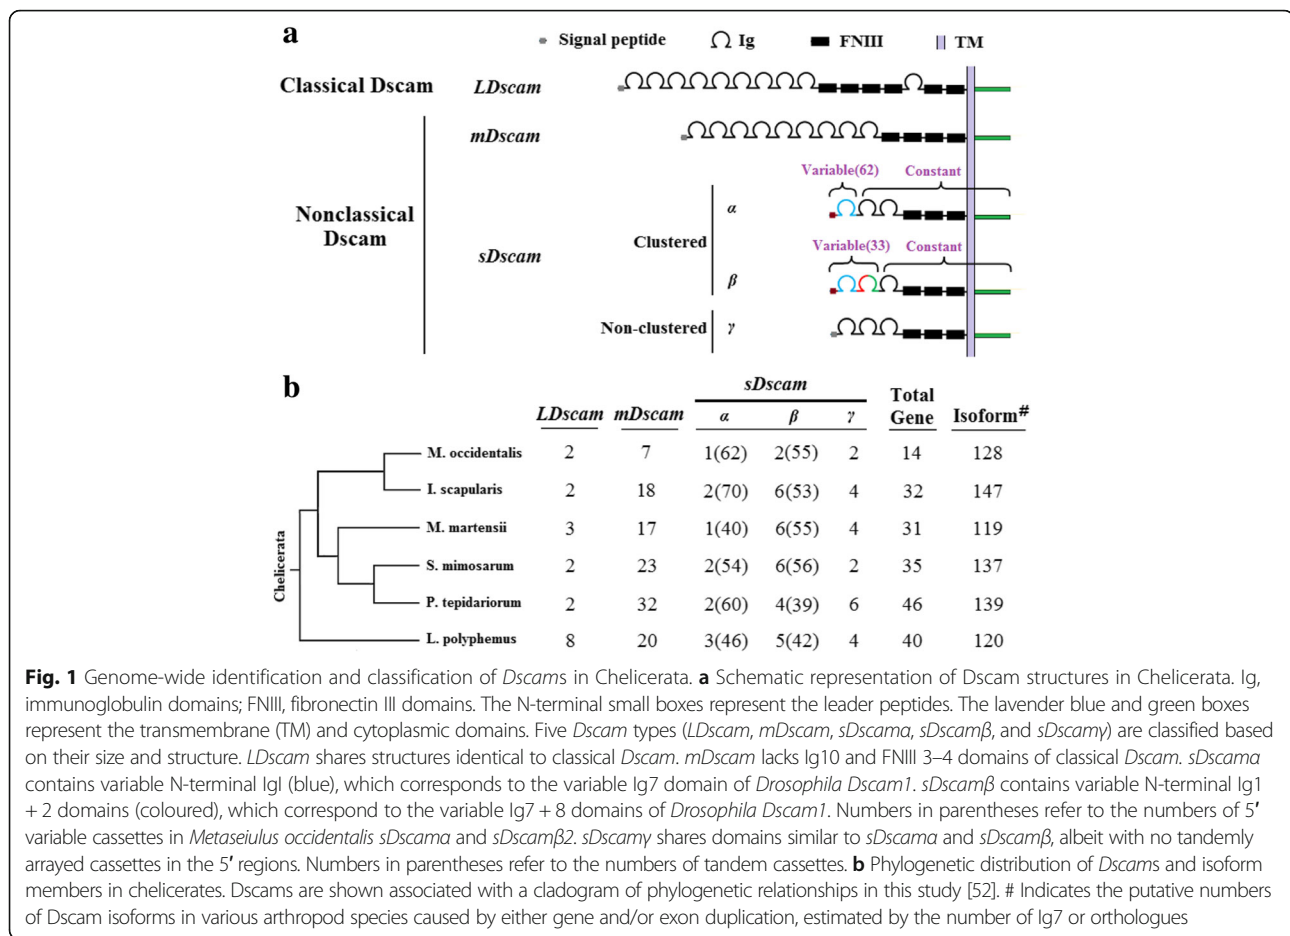 a
Signal peptide Ig FNIII TM
Classical Dscam LDscam
mDscam
Variable(62) Constant
α
Nonclassical
Dscam
Clustered
sDscam
Variable(33) Constant
β
Non-clustered γ
b
sDscam
Total
Gene
LDscam mDscam α β γ Isoform#
M. occidentalis 2 7 1(62) 2(55) 2 14 128
I. scapularis 2 18 2(70) 6(53) 4 32 147
M. martensii 3 17 1(40) 6(55) 4 31 119
S. mimosarum 2 23 2(54) 6(56) 2 35 137
P. tepidariorum 2 32 2(60) 4(39) 6 46 139
L. polyphemus 8 20 3(46) 5(42) 4 40 120
Chelicerata
Fig. 1 Genome-wide identification and classification of Dscams in Chelicerata. a Schematic representation of Dscam structures in Chelicerata. Ig,
immunoglobulin domains; FNIII, fibronectin III domains. The N-terminal small boxes represent the leader peptides. The lavender blue and green boxes
represent the transmembrane (TM) and cytoplasmic domains. Five Dscam types (LDscam, mDscam, sDscamα, sDscamβ, and sDscamγ) are classified based
on their size and structure. LDscam shares structures identical to classical Dscam. mDscam lacks Ig10 and FNIII 3–4 domains of classical Dscam. sDscamα
contains variable N-terminal IgI (blue), which corresponds to the variable Ig7 domain of Drosophila Dscam1. sDscamβ contains variable N-terminal Ig1
+ 2 domains (coloured), which correspond to the variable Ig7 + 8 domains of Drosophila Dscam1. Numbers in parentheses refer to the numbers of 5′
variable cassettes in Metaseiulus occidentalis sDscamα and sDscamβ2. sDscamγ shares domains similar to sDscamα and sDscamβ, albeit with no tandemly
arrayed cassettes in the 5′ regions. Numbers in parentheses refer to the numbers of tandem cassettes. b Phylogenetic distribution of Dscams and isoform
members in chelicerates. Dscams are shown associated with a cladogram of phylogenetic relationships in this study [52]. # Indicates the putative numbers
of Dscam isoforms in various arthropod species caused by either gene and/or exon duplication, estimated by the number of Ig7 or orthologues